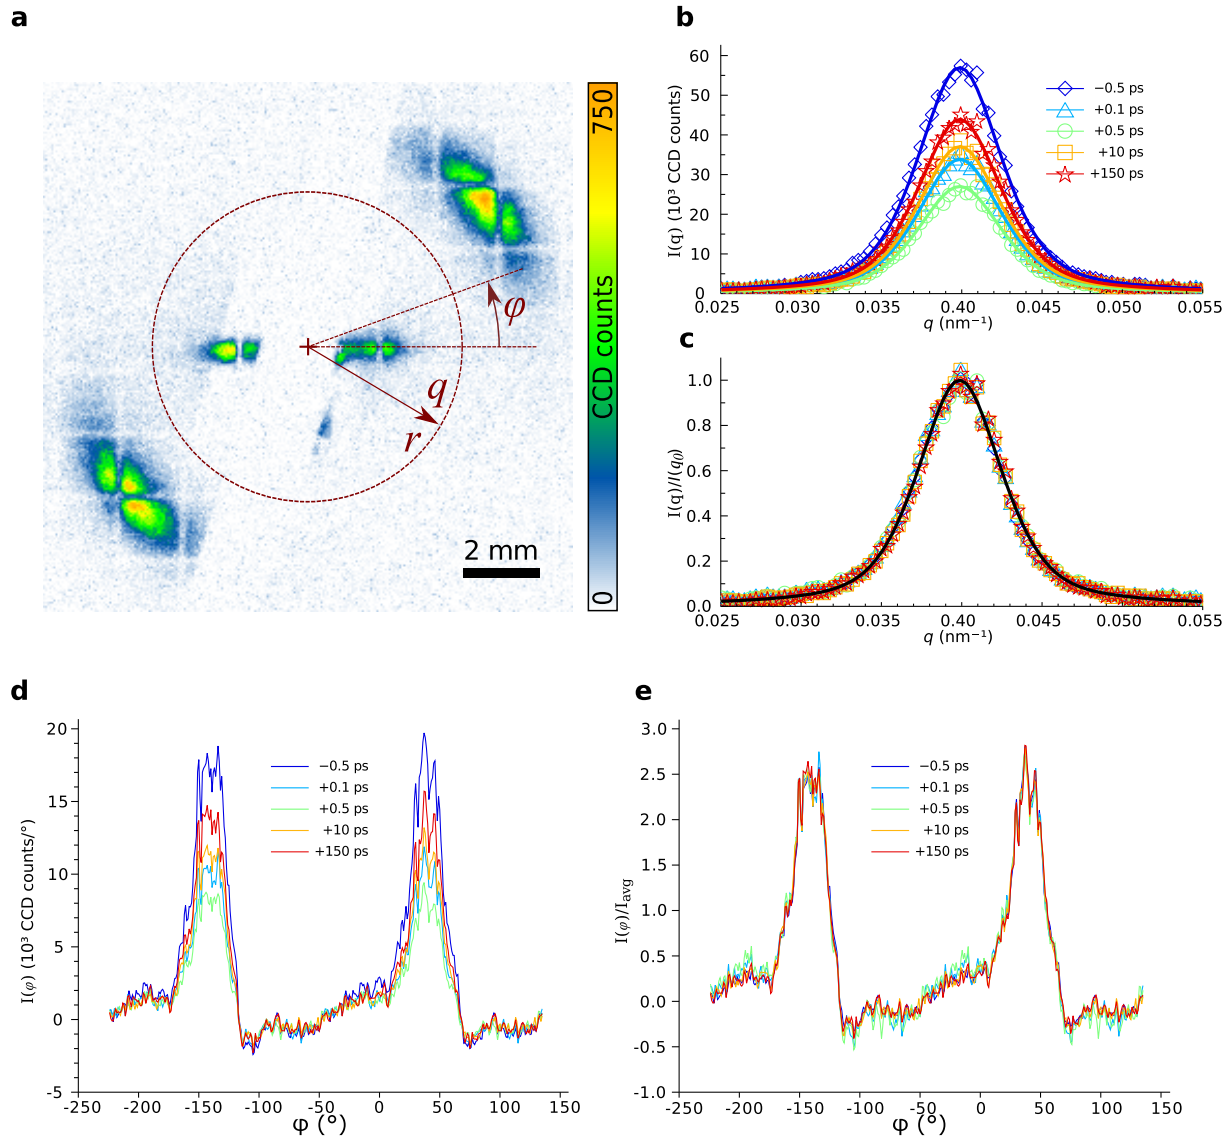 a
φ
q
r
2 mm
750
CCD counts
0
b
60
50
40
30
20
10
0
I(q) (10³ CCD counts)
−0.5 ps
+0.1 ps
+0.5 ps
+10 ps
+150 ps
0.025 0.030 0.035 0.40 0.045 0.050 0.055
q (nm⁻¹)
c
1.0
0.8
0.6
0.4
0.2
0.0
I(q)/I(q₀)
0.025 0.030 0.035 0.40 0.045 0.050 0.055
q (nm⁻¹)
d
20
15
10
5
0
-5
I(φ) (10³ CCD counts/°)
−0.5 ps
+0.1 ps
+0.5 ps
+10 ps
+150 ps
-250 -200 -150 -100 -50 0 50 100 150
φ (°)
e
3.0
2.5
2.0
1.5
1.0
0.5
0.0
-0.5
-1.0
I(φ)/Iavg
−0.5 ps
+0.1 ps
+0.5 ps
+10 ps
+150 ps
-250 -200 -150 -100 -50 0 50 100 150
φ (°)